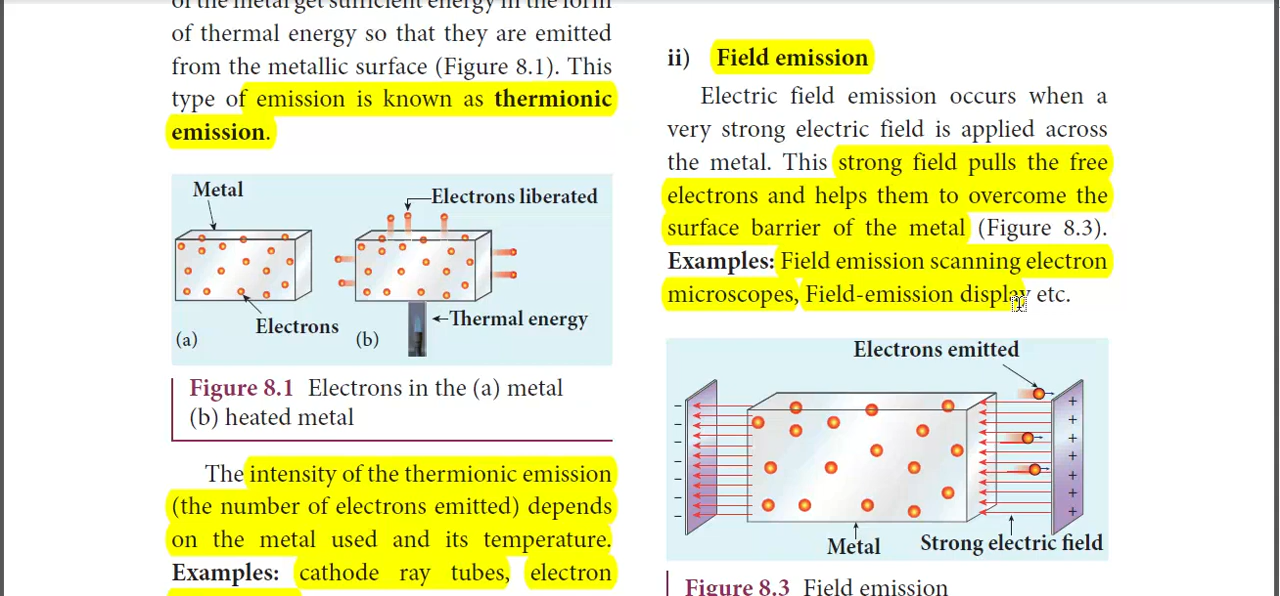 of the metal get sufficient energy in the form
of thermal energy so that they are emitted
from the metallic surface (Figure 8.1). This
type of emission is known as thermionic
emission.
Metal
Electrons liberated
Electrons
Thermal energy
(a)
(b)
Figure 8.1 Electrons in the (a) metal
(b) heated metal
The intensity of the thermionic emission
(the number of electrons emitted) depends
on the metal used and its temperature.
Examples: cathode ray tubes, electron
ii) Field emission
Electric field emission occurs when a
very strong electric field is applied across
the metal. This strong field pulls the free
electrons and helps them to overcome the
surface barrier of the metal (Figure 8.3).
Examples: Field emission scanning electron
microscopes, Field-emission display etc.
Electrons emitted
Metal
Strong electric field
Figure 8.3 Field emission